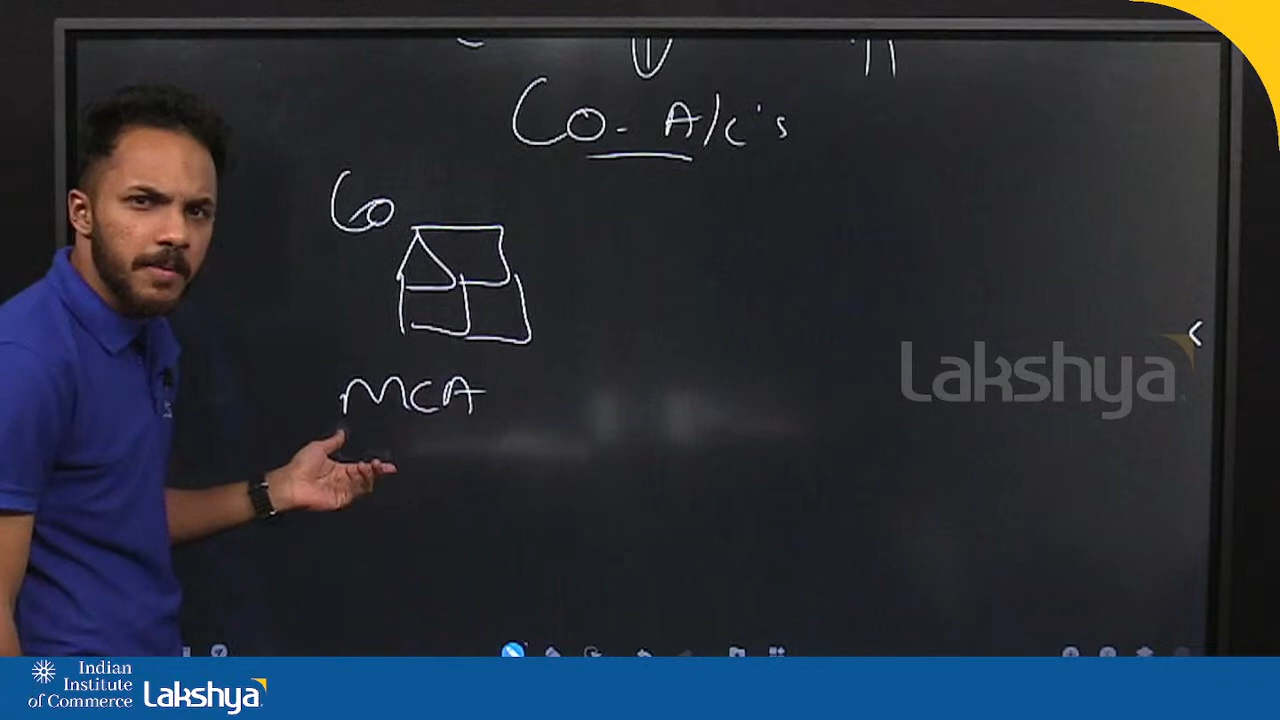 Co- A/c's
Co
MCA
Lakshya
Indian
Institute
of Commerce
Lakshya